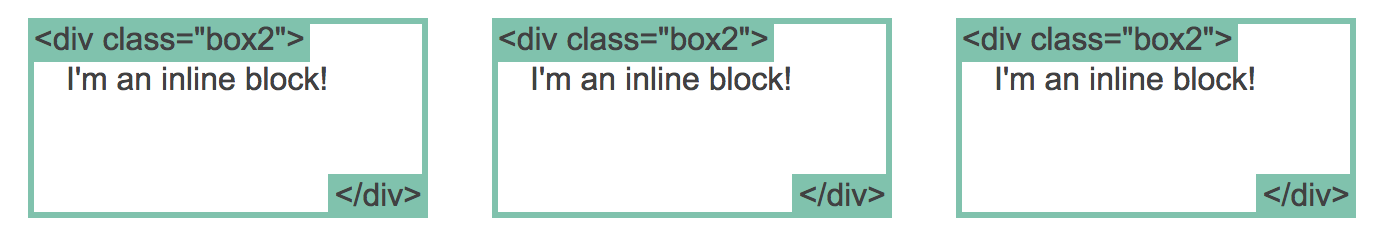 <div class="box2"> <div class="box2"> <div class="box2">
I'm an inline block! I'm an inline block! I'm an inline block!
</div> </div> </div>